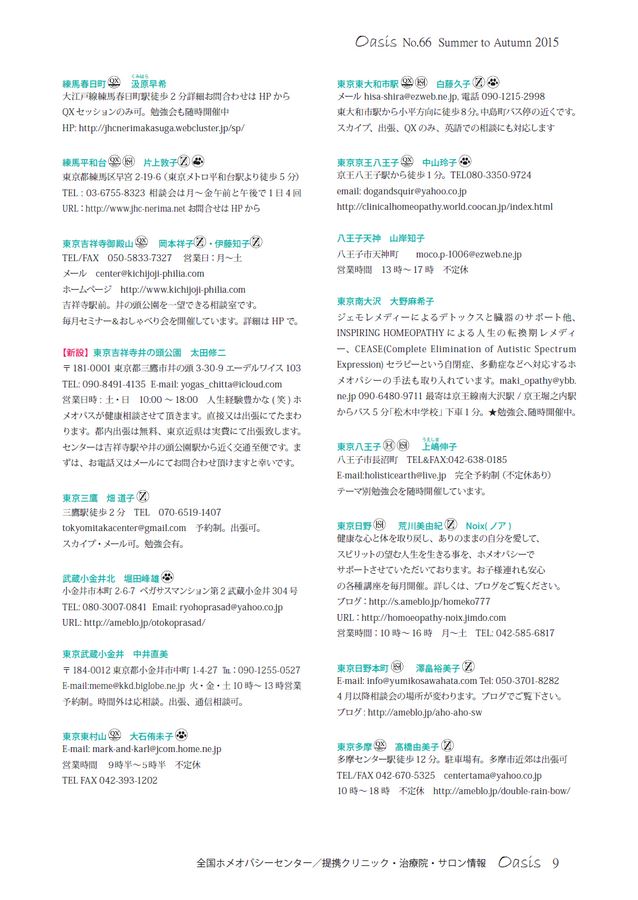 Oasis No.66 Summer to Autumn 2015
練馬春日町 QX 汲原早希
くみはら
大江戸線練馬春日町駅徒歩2分詳細お問合わせはHPから
QXセッションのみ可。勉強会も随時開催中
HP: http://jhcnerimakasuga.webcluster.jp/sp/
練馬平和台 QX 片上敦子 Z
東京都練馬区早宮2-19-6(東京メトロ平和台駅より徒歩5分)
TEL:03-6755-8323 相談会は月〜金午前と午後で1日4回
URL:http://www.jhc-nerima.net お問合せはHPから
東京吉祥寺御殿山 QX 岡本祥子 Z・伊藤知子 Z
TEL/FAX 050-5833-7327 営業日:月〜土
メール center@kichijoji-philia.com
ホームページ http://www.kichijoji-philia.com
吉祥寺駅前。井の頭公園を一望できる相談室です。
毎月セミナー&おしゃべり会を開催しています。詳細はHPで。
【新設】東京吉祥寺井の頭公園 太田修二
〒181-0001 東京都三鷹市井の頭3-30-9 エーデルワイス103
TEL: 090-8491-4135 E-mail: yogas_chitta@icloud.com
営業日時:土・日 10:00〜18:00 人生経験豊かな(笑)ホ
メオパスが健康相談させて頂きます。直接又は出張にてたまわ
ります。都内出張は無料、東京近県は実費にて出張致します。
センターは吉祥寺駅や井の頭公園駅から近く交通至便です。ま
ずは、お電話又はメールにてお問合わせ頂けますと幸いです。
東京三鷹 畑 道子 Z
三鷹駅徒歩2分 TEL 070-6519-1407
tokyomitakacenter@gmail.com 予約制。出張可。
スカイプ・メール可。勉強会有。
武蔵小金井北 堀田峰雄
小金井市本町2-6-7 ペガサスマンション第2武蔵小金井304号
TEL: 080-3007-0841 Email: ryohoprasad@yahoo.co.jp
URL: http://ameblo.jp/otokoprasad/
東京武蔵小金井 中井直美
〒184-0012 東京都小金井市中町1-4-27 ℡:090-1255-0527
E-mail:meme@kkd.biglobe.ne.jp 火・金・土10時〜13時営業
予約制。時間外は応相談。出張、通信相談可。
東京東村山 QX 大石侑未子
E-mail: mark-and-karl@jcom.home.ne.jp
営業時間 9時半〜5時半 不定休
TEL FAX 042-393-1202
東京東大和市駅 QX 白藤久子 Z
メール hisa-shira@ezweb.ne.jp, 電話 090-1215-2998
東大和市駅から小平方向に徒歩8分。中島町バス停の近くです。
スカイプ、出張、QXのみ、英語での相談にも対応します
東京京王八王子 QX 中山玲子
京王八王子駅から徒歩1分。TEL080-3350-9724
email: dogandsquir@yahoo.co.jp
http://clinicalhomeopathy.world.coocan.jp/index.html
八王子天神 山岸知子
八王子市天神町 moco.p-1006@ezweb.ne.jp
営業時間 13時〜17時 不定休
東京南大沢 大野麻希子
ジェモレメディーによるデトックスと臓器のサポート他、
INSPIRING HOMEOPATHYによる人生の転換期レメディ
ー、CEASE(Complete Elimination of Autistic Spectrum
Expression)セラピーという自閉症、多動症などへ対応するホ
メオパシーの手法も取り入れています。maki_opathy@ybb.
ne.jp 090-6480-9711 最寄は京王線南大沢駅/京王堀之内駅
からバス5分「松木中学校」下車1分。★勉強会、随時開催中。
東京八王子 H 上嶋伸子
うえしま
八王子市長沼町 TEL&FAX:042-638-0185
E-mail:holisticearth@live.jp 完全予約制(不定休あり)
テーマ別勉強会を随時開催しています。
東京日野 荒川美由紀 Z Noix(ノア)
健康な心と体を取り戻し、ありのままの自分を愛して、
スピリットの望む人生を生きる事を、ホメオパシーで
サポートさせていただいております。お子様連れも安心
の各種講座を毎月開催。詳しくは、ブログをご覧ください。
ブログ:http://s.ameblo.jp/homeko777
URL:http://homoeopathy-noix.jimdo.com
営業時間:10時〜16時 月〜土 TEL: 042-585-6817
東京日野本町 澤畠裕美子 Z
E-mail: info@yumikosawahata.com Tel: 050-3701-8282
4月以降相談会の場所が変わります。ブログでご覧下さい。
ブログ: http://ameblo.jp/aho-aho-sw
東京多摩 QX 高橋由美子 Z
多摩センター駅徒歩12分。駐車場有。多摩市近郊は出張可
TEL/FAX 042-670-5325 centertama@yahoo.co.jp
10時〜18時 不定休 http://ameblo.jp/double-rain-bow/
全国ホメオパシーセンター/提携クリニック・治療院・サロン情報 Oasis 9